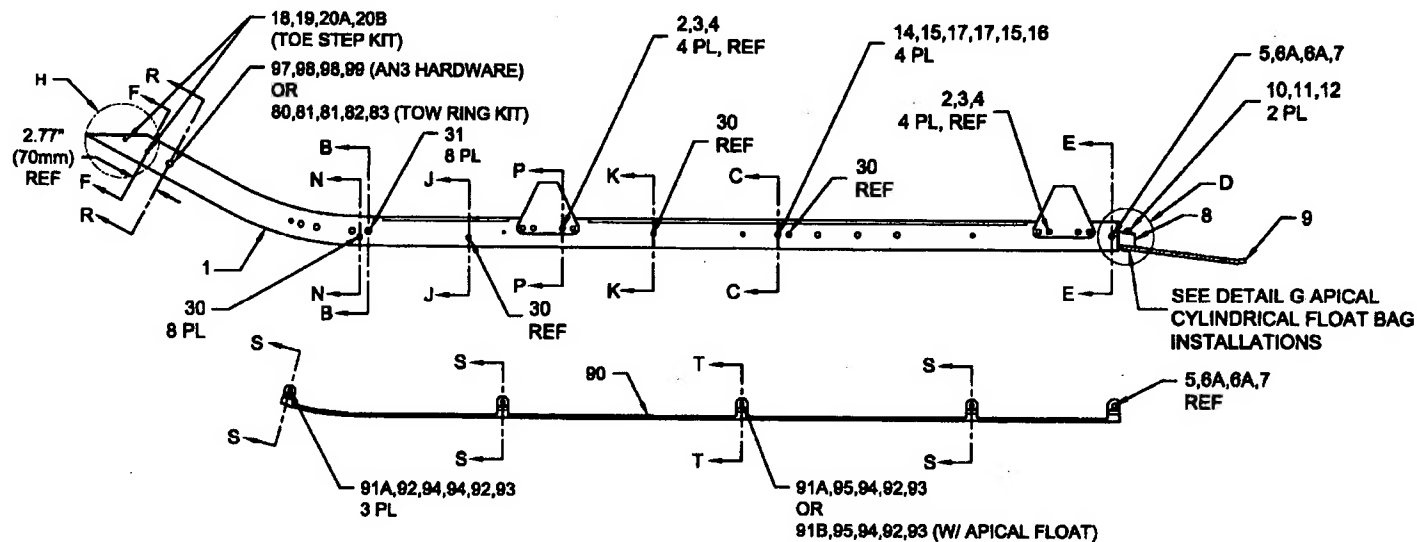 18,19,20A,20B
(TOE STEP KIT)
97,98,98,99 (AN3 HARDWARE)
OR
80,81,81,82,83 (TOW RING KIT)
2,3,4
4 PL, REF
14,15,17,17,15,16
4 PL
5,6A,6A,7
10,11,12
2 PL
H
R
F
2.77"
(70mm)
REF
F
R
31
8 PL
B
N
J
P
30
REF
K
C
2,3,4
4 PL, REF
30
REF
E
D
8
9
1
30
8 PL
N
B
J
30
REF
P
K
C
E
SEE DETAIL G APICAL
CYLINDRICAL FLOAT BAG
INSTALLATIONS
S
S
90
T
S
5,6A,6A,7
REF
S
S
T
S
91A,92,94,94,92,93
3 PL
91A,95,94,92,93
OR
91B,95,94,92,93 (W/ APICAL FLOAT)